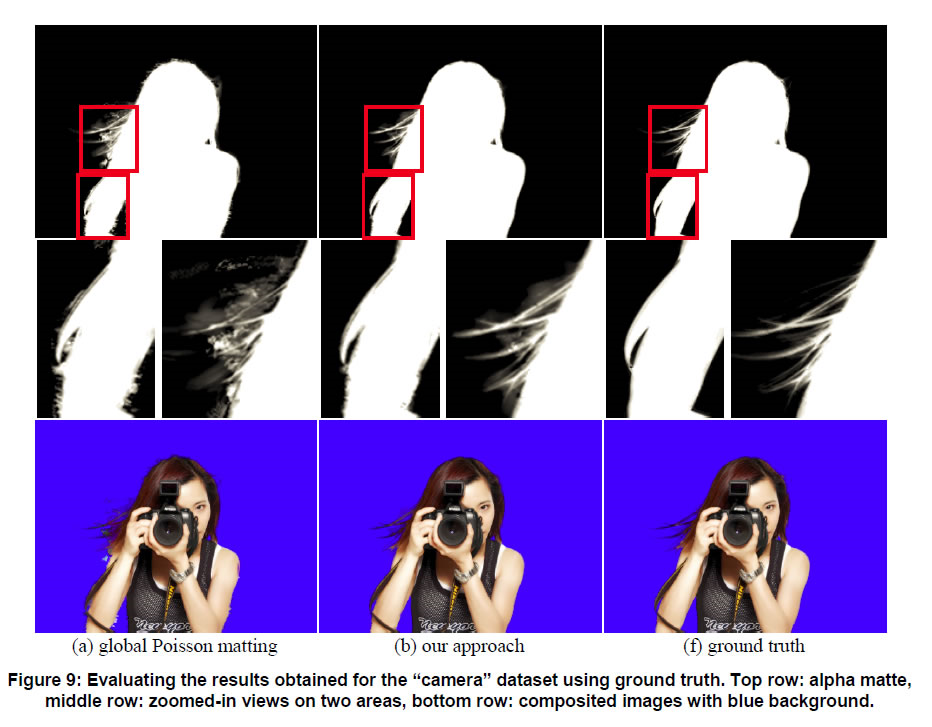 (a) global Poisson matting
(b) our approach
(f) ground truth
Figure 9: Evaluating the results obtained for the “camera” dataset using ground truth. Top row: alpha matte,
middle row: zoomed-in views on two areas, bottom row: composited images with blue background.